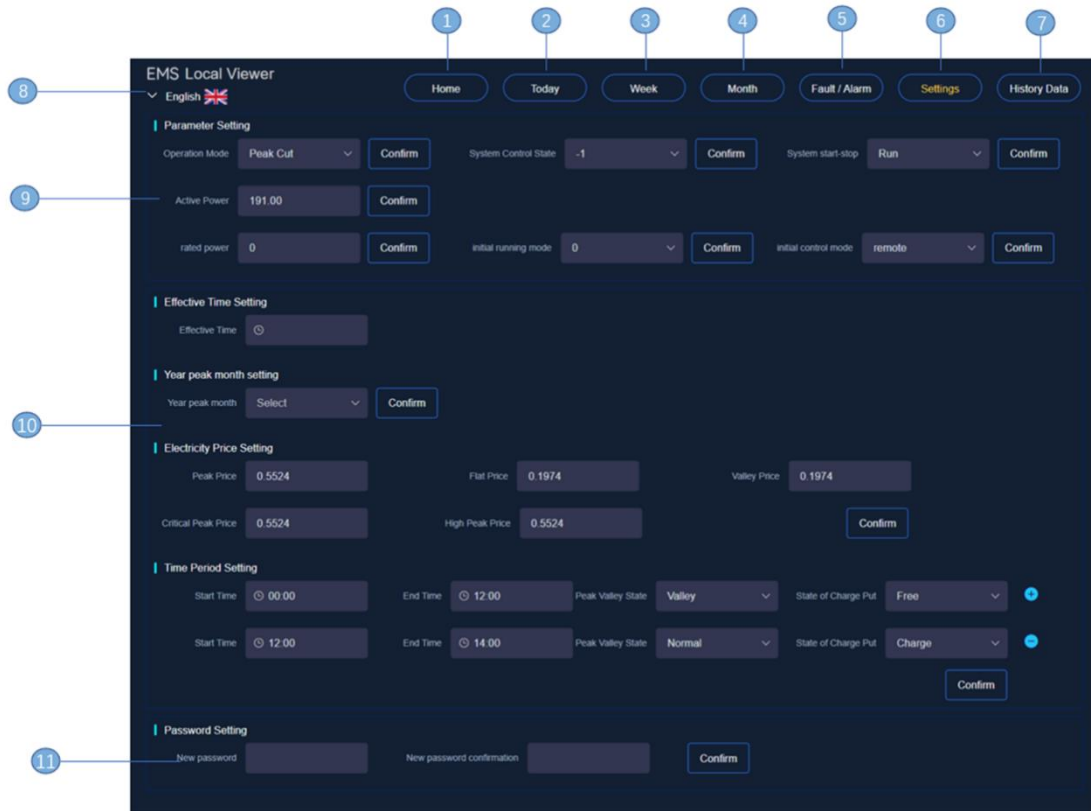 1 2 3 4 5 6 7
EMS Local Viewer
8 English Home Today Week Month Fault / Alarm Settings History Data
Parameter Setting
Operation Mode Peak Cut Confirm System Control State -1 Confirm System start-stop Run Confirm
9 Active Power 191.00 Confirm
rated power 0 Confirm initial running mode 0 Confirm initial control mode remote Confirm
Effective Time Setting
Effective Time
Year peak month setting
Year peak month Select Confirm
10
Electricity Price Setting
Peak Price 0.5524 Flat Price 0.1974 Valley Price 0.1974
Critical Peak Price 0.5524 High Peak Price 0.5524 Confirm
Time Period Setting
Start Time 00:00 End Time 12:00 Peak Valley State Valley State of Charge Put Free
Start Time 12:00 End Time 14:00 Peak Valley State Normal State of Charge Put Charge
Confirm
Password Setting
11 New password New password confirmation Confirm